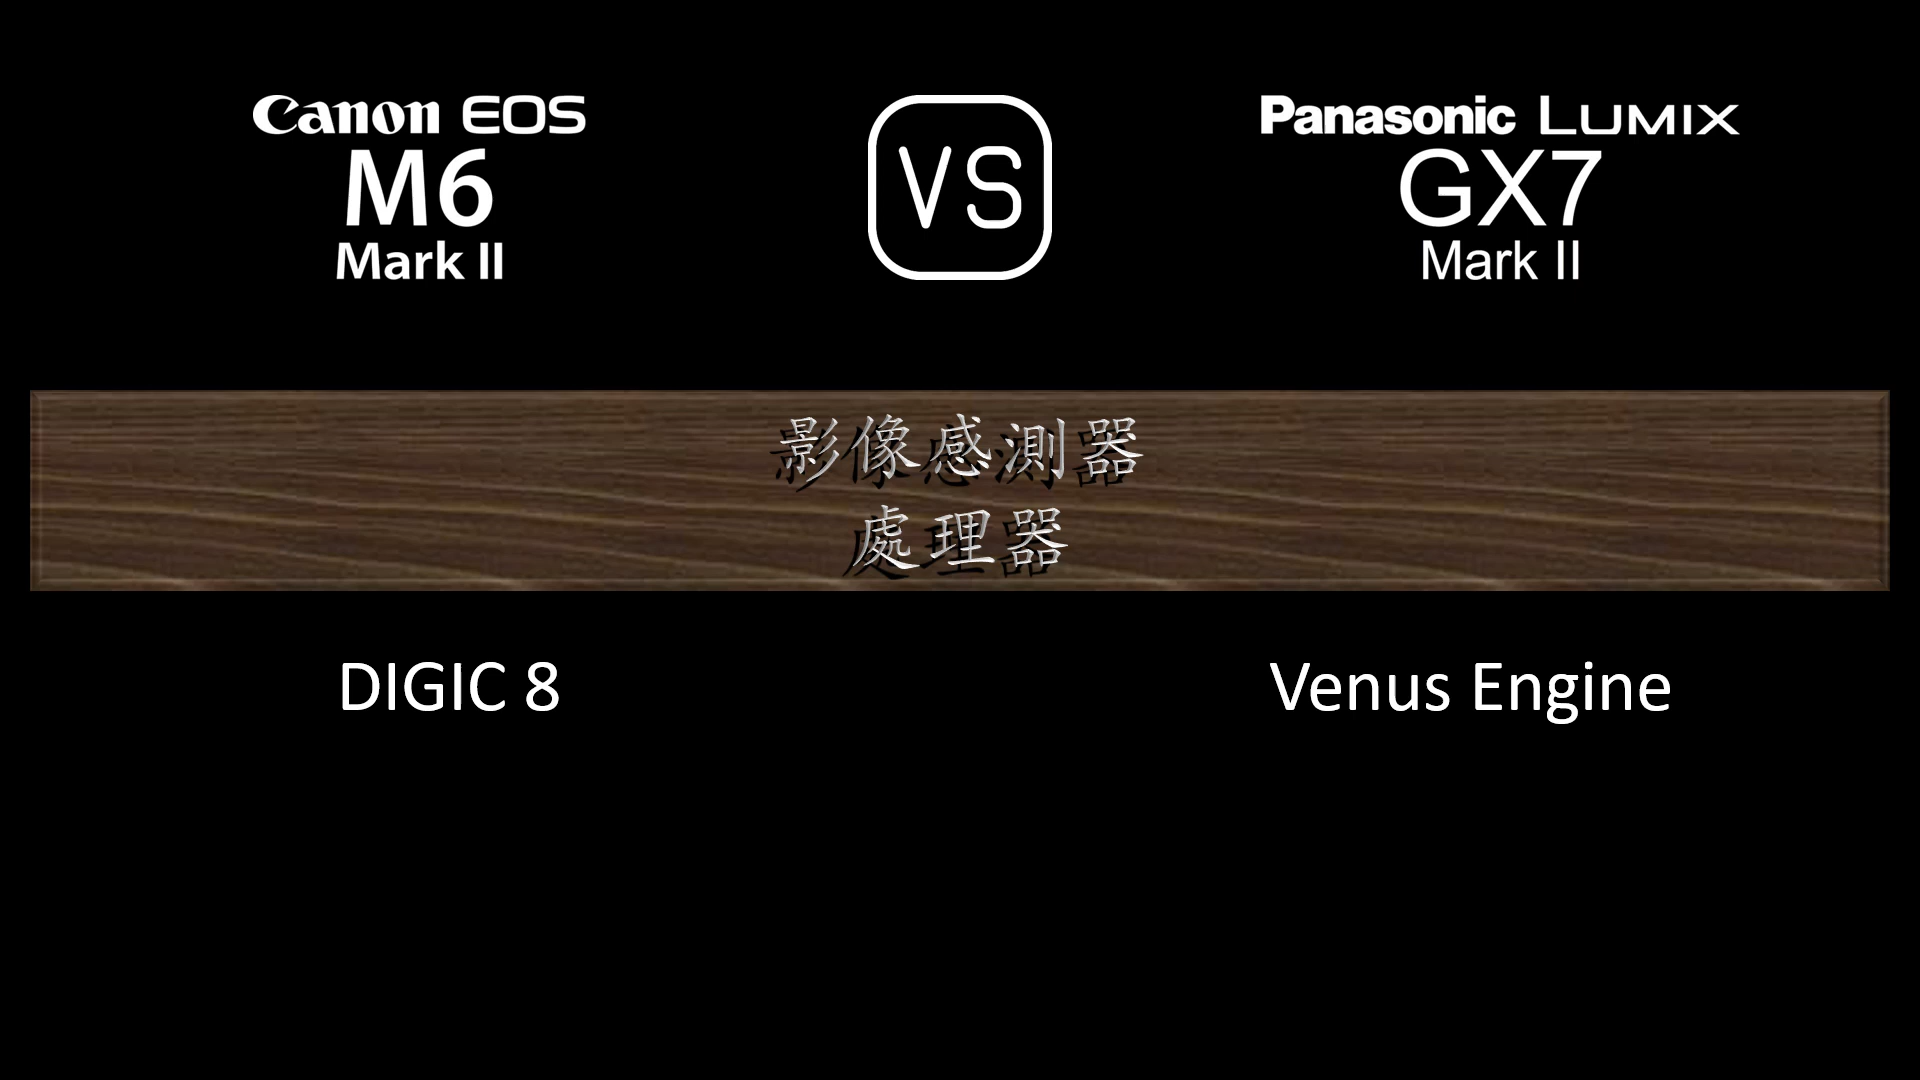 Canon EOS
M6
Mark II
VS
Panasonic LUMIX
GX7
Mark II
影像感測器
處理器
DIGIC 8
Venus Engine